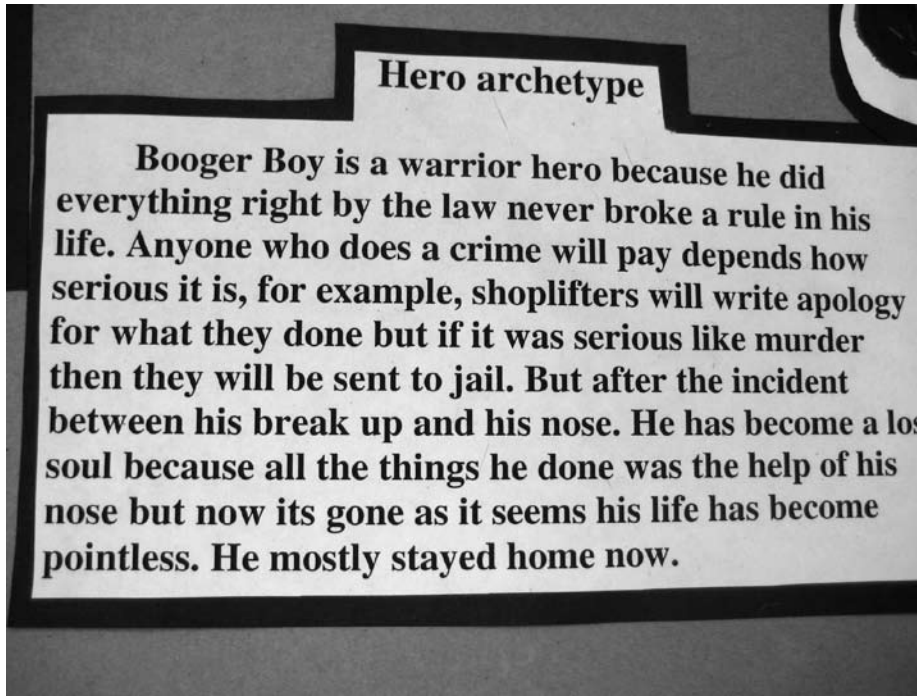 Hero archetype
Booger Boy is a warrior hero because he did
everything right by the law never broke a rule in his
life. Anyone who does a crime will pay depends how
serious it is, for example, shoplifters will write apology
for what they done but if it was serious like murder
then they will be sent to jail. But after the incident
between his break up and his nose. He has become a los
soul because all the things he done was the help of his
nose but now its gone as it seems his life has become
pointless. He mostly stayed home now.